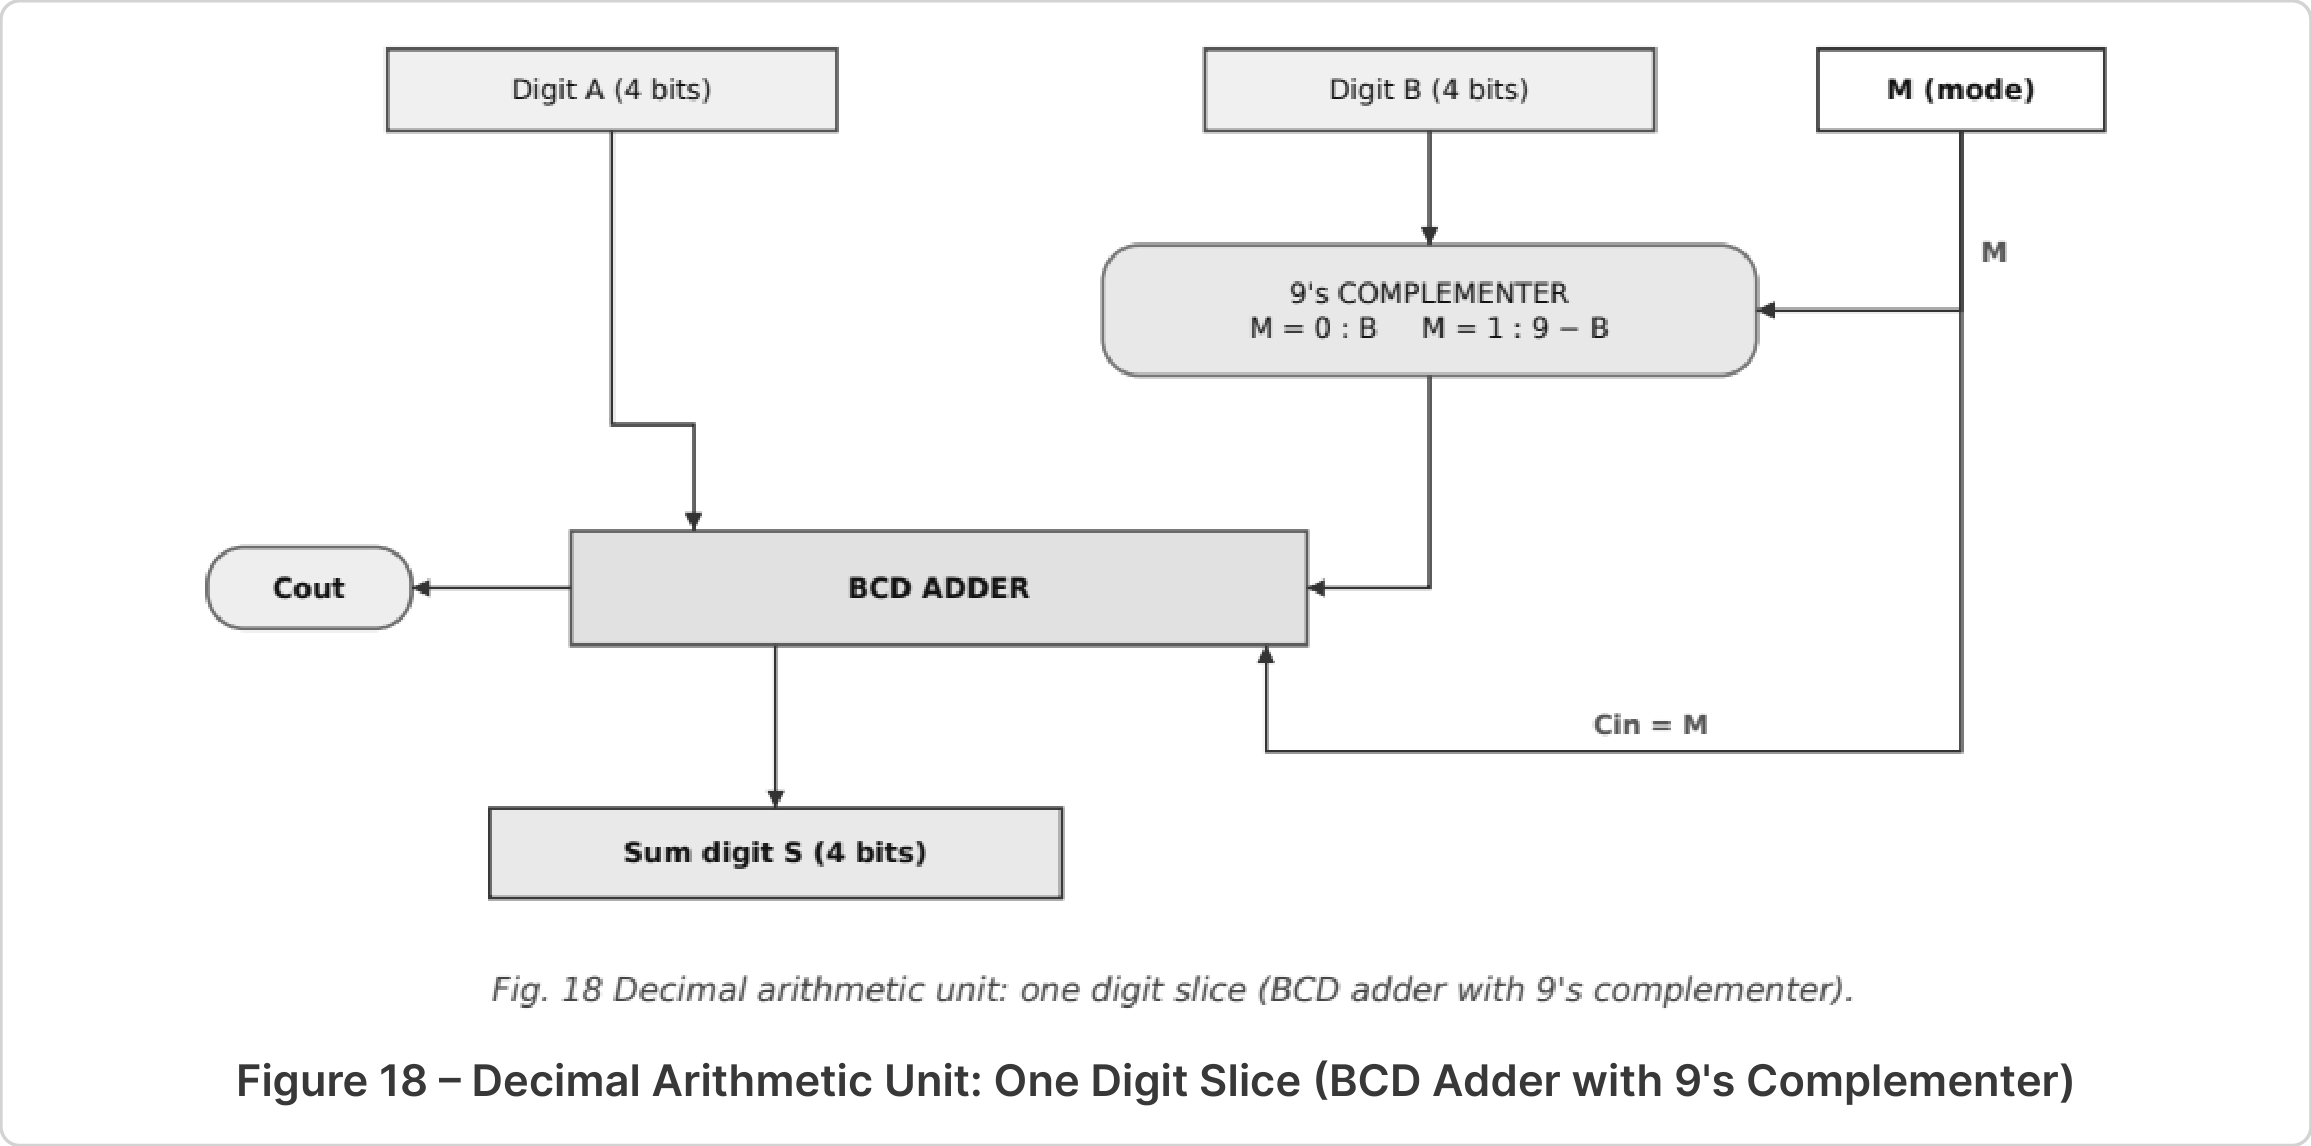 Digit A (4 bits)
Digit B (4 bits)
M (mode)
M
9's COMPLEMENTER
M = 0 : B M = 1 : 9 − B
Cout
BCD ADDER
Cin = M
Sum digit S (4 bits)
Fig. 18 Decimal arithmetic unit: one digit slice (BCD adder with 9's complementer).
Figure 18 – Decimal Arithmetic Unit: One Digit Slice (BCD Adder with 9's Complementer)